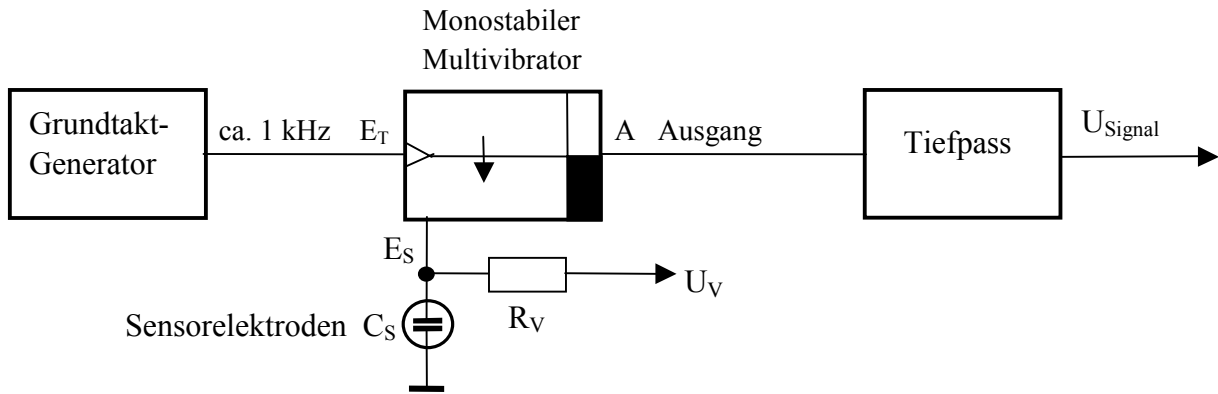 Monostabiler
Multivibrator
Grundtakt-
Generator
ca. 1 kHz
E_T
A Ausgang
Tiefpass
U_Signal
E_S
U_V
R_V
Sensorelektroden C_S